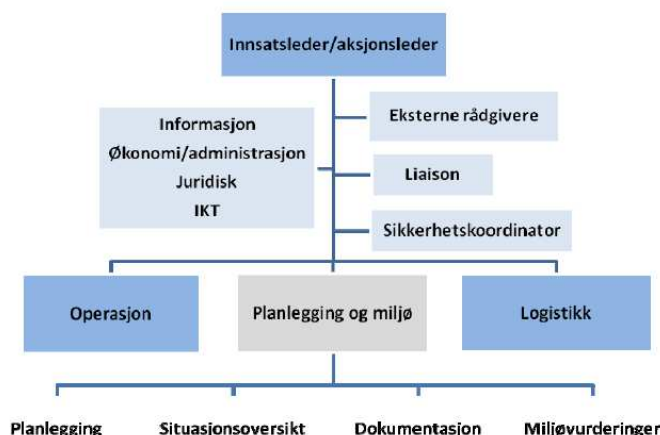 Innsatsleder/aksjonsleder
Informasjon
Økonomi/administrasjon
Juridisk
IKT
Eksterne rådgivere
Liaison
Sikkerhetskoordinator
Operasjon
Planlegging og miljø
Logistikk
Planlegging
Situasjonsoversikt
Dokumentasjon
Miljøvurderinger